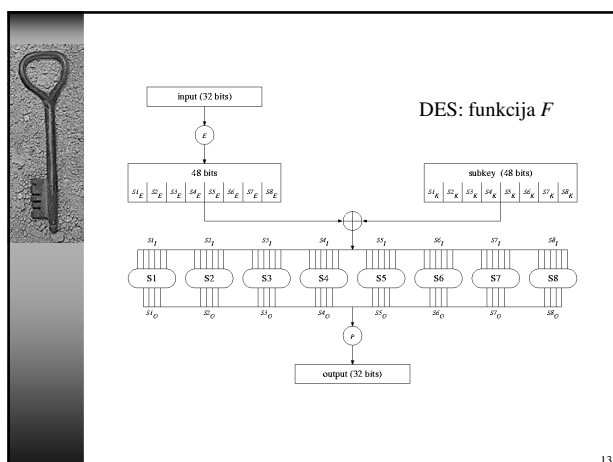 DES: funkcija F
input (32 bits)
E
48 bits
subkey (48 bits)
S1E S2E S3E S4E S5E S6E S7E S8E
S1K S2K S3K S4K S5K S6K S7K S8K
S1I S2I S3I S4I S5I S6I S7I S8I
S1 S2 S3 S4 S5 S6 S7 S8
S1O S2O S3O S4O S5O S6O S7O S8O
P
output (32 bits)
13